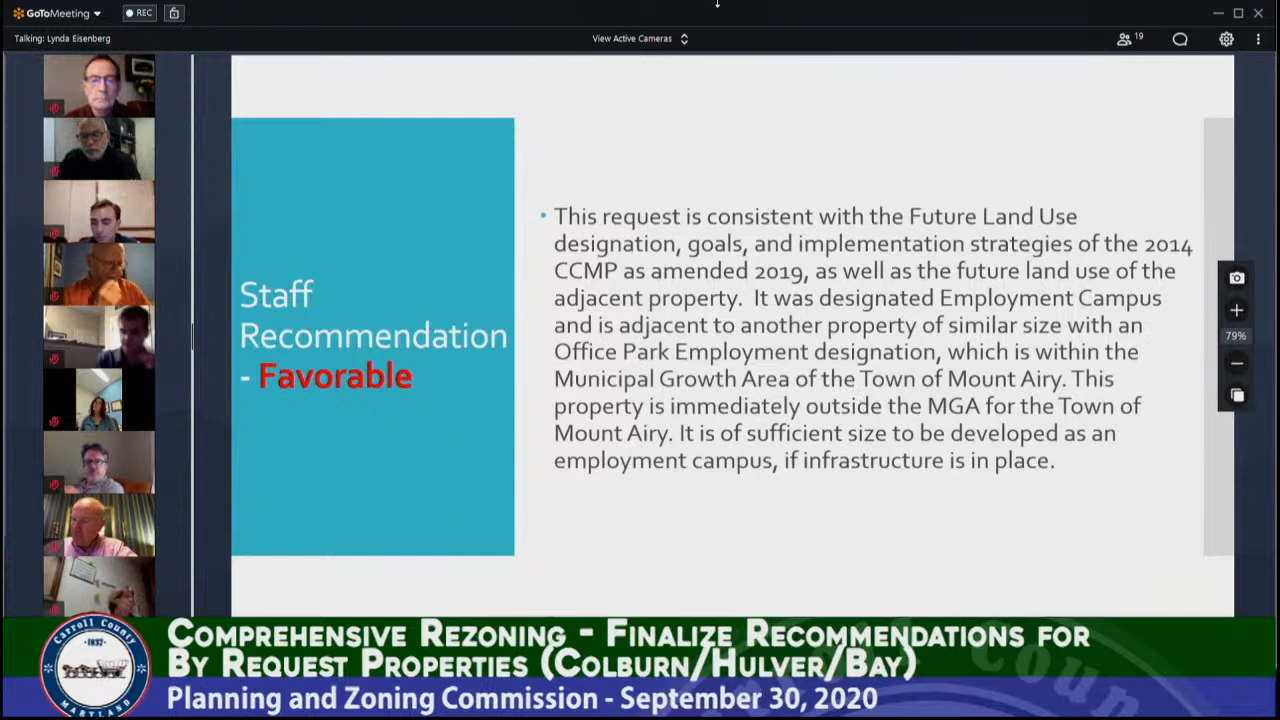 GoToMeeting
REC
Talking: Lynda Eisenberg
View Active Cameras
19
Staff
Recommendation
- Favorable
• This request is consistent with the Future Land Use
designation, goals, and implementation strategies of the 2014
CCMP as amended 2019, as well as the future land use of the
adjacent property. It was designated Employment Campus
and is adjacent to another property of similar size with an
Office Park Employment designation, which is within the
Municipal Growth Area of the Town of Mount Airy. This
property is immediately outside the MGA for the Town of
Mount Airy. It is of sufficient size to be developed as an
employment campus, if infrastructure is in place.
79%
Carroll County
1837
Maryland
Comprehensive Rezoning - Finalize Recommendations for
By Request Properties (Colburn/Hulver/Bay)
Planning and Zoning Commission - September 30, 2020